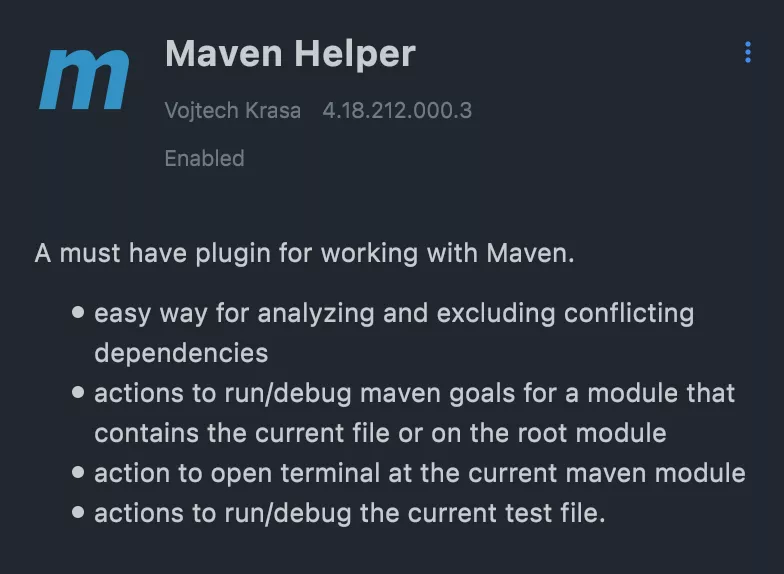 m
Maven Helper
Vojtech Krasa 4.18.212.000.3
Enabled
A must have plugin for working with Maven.
• easy way for analyzing and excluding conflicting
dependencies
• actions to run/debug maven goals for a module that
contains the current file or on the root module
• action to open terminal at the current maven module
• actions to run/debug the current test file.